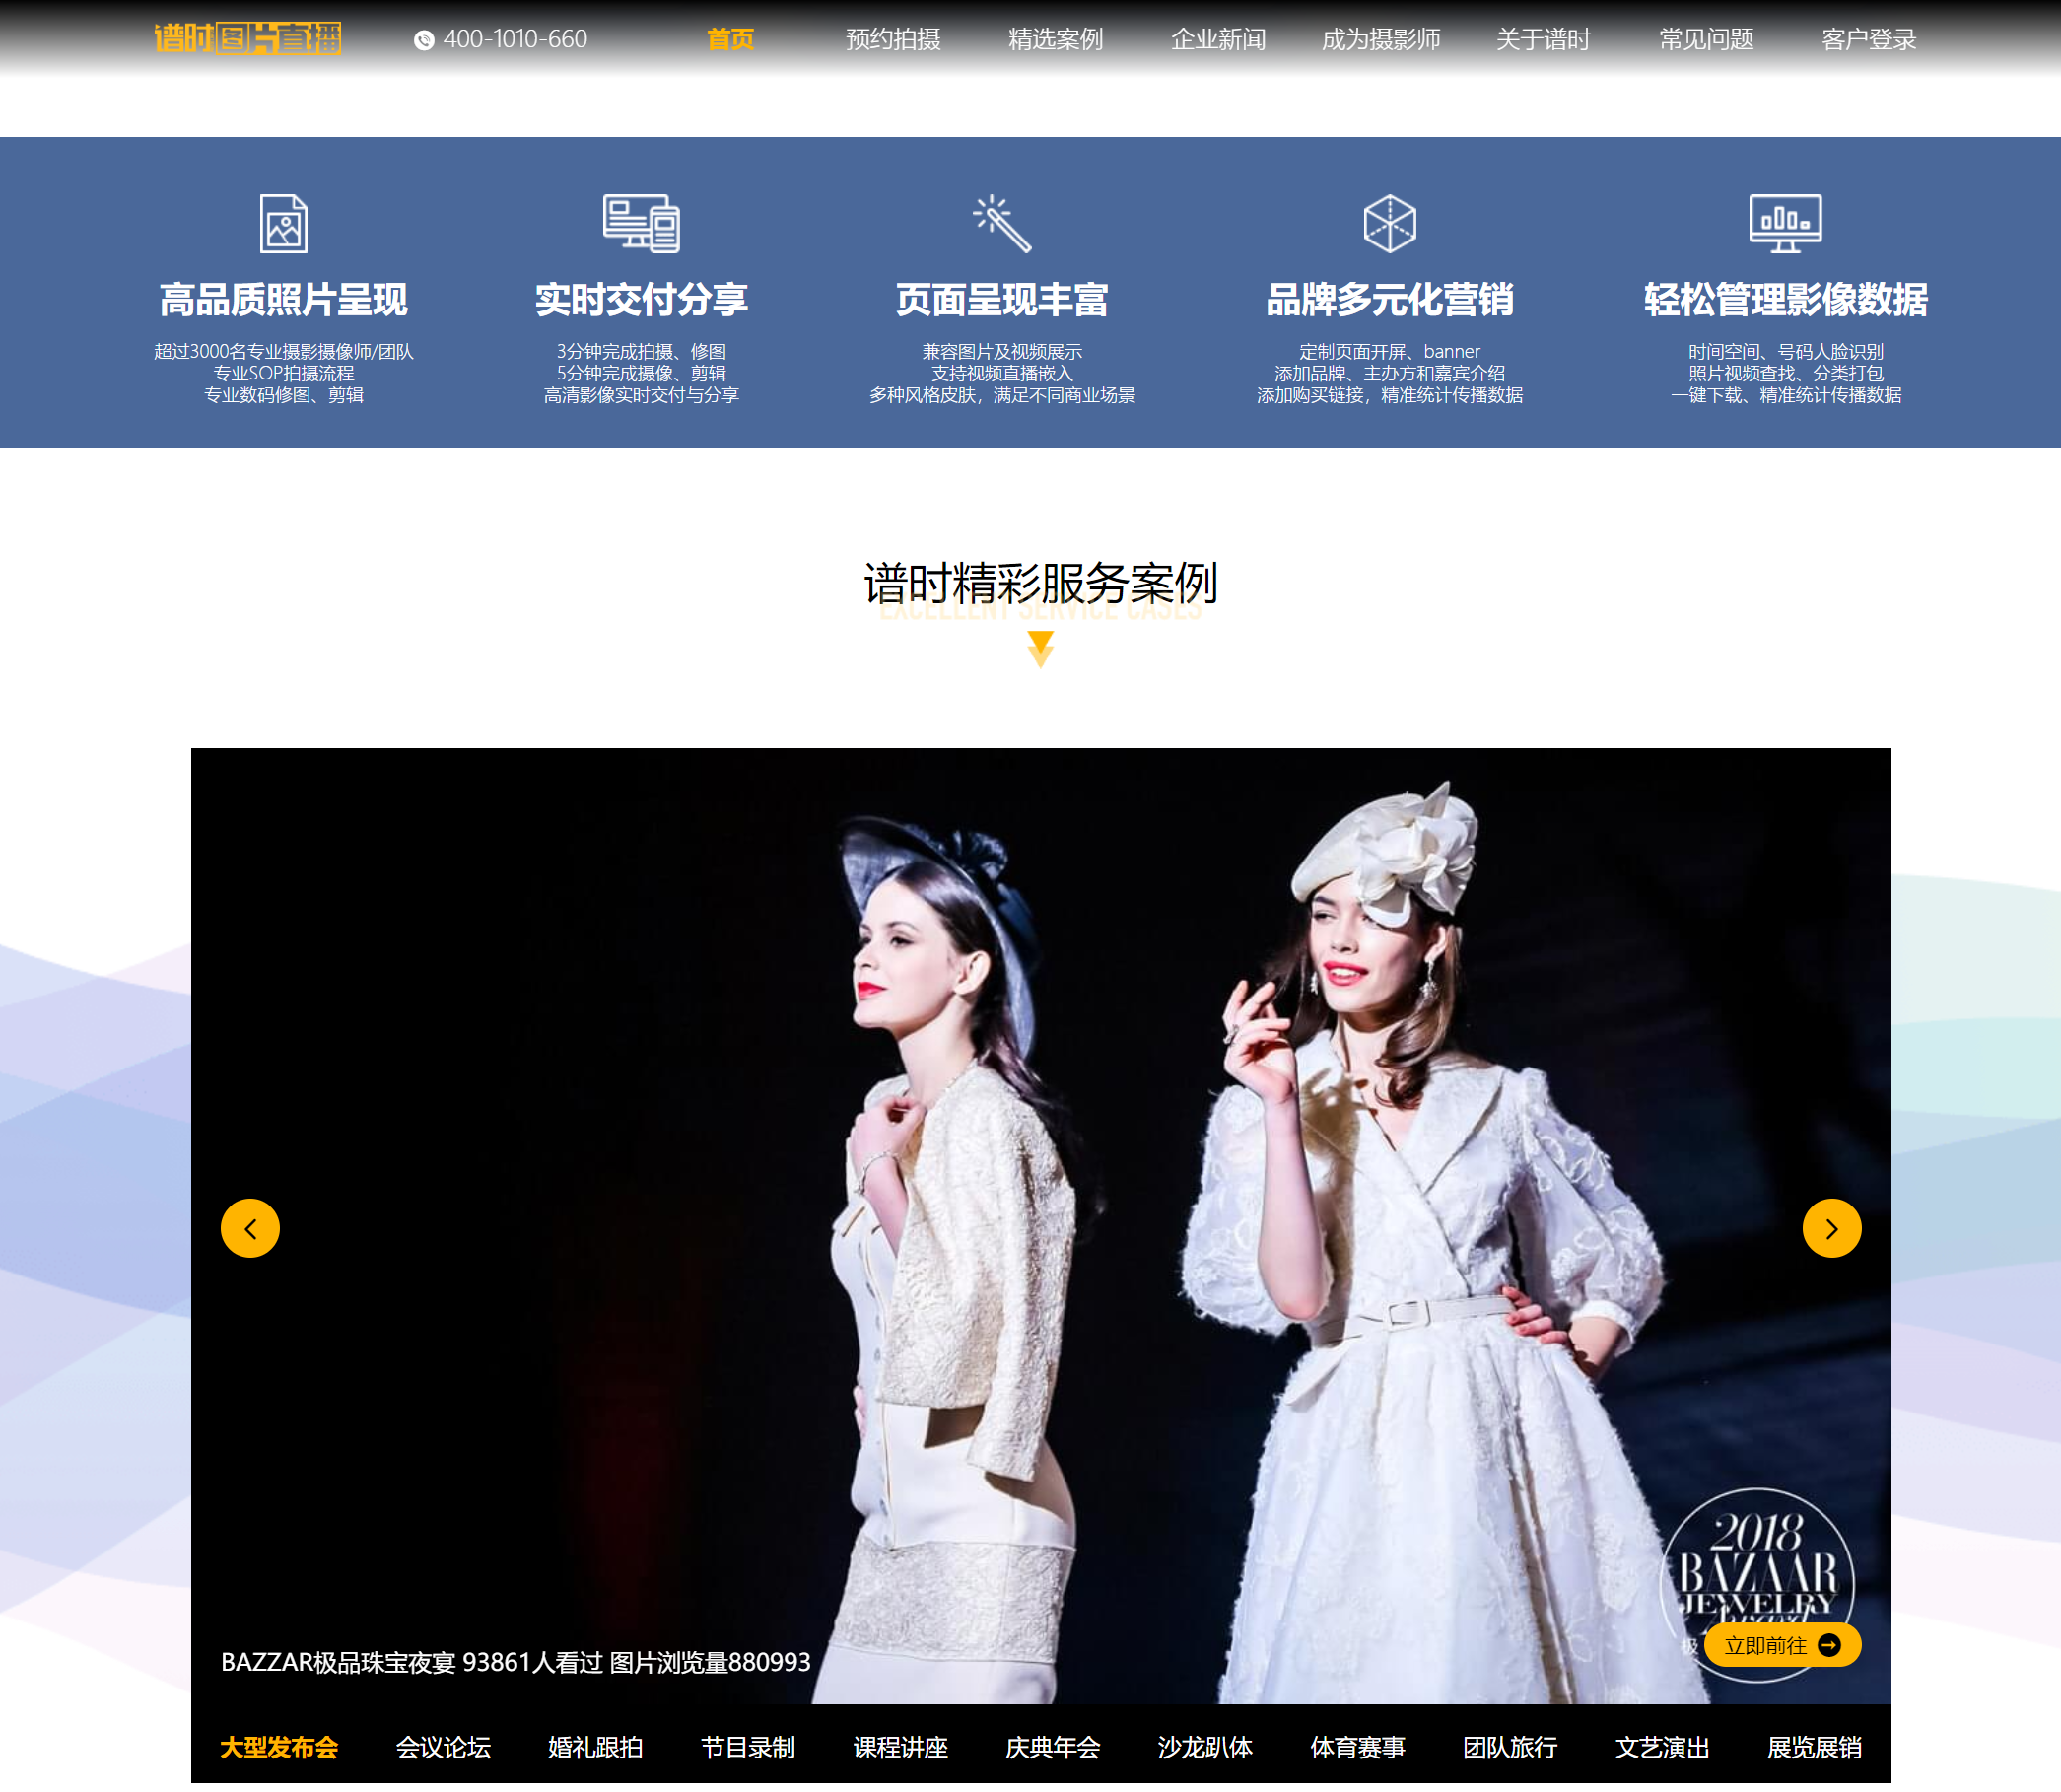 谱时图片直播
400-1010-660
首页 预约拍摄 精选案例 企业新闻 成为摄影师 关于谱时 常见问题 客户登录
高品质照片呈现
超过3000名专业摄影摄像师/团队
专业SOP拍摄流程
专业数码修图、剪辑
实时交付分享
3分钟完成拍摄、修图
5分钟完成摄像、剪辑
高清影像实时交付与分享
页面呈现丰富
兼容图片及视频展示
支持视频直播嵌入
多种风格皮肤，满足不同商业场景
品牌多元化营销
定制页面开屏、banner
添加品牌、主办方和嘉宾介绍
添加购买链接，精准统计传播数据
轻松管理影像数据
时间空间、号码人脸识别
照片视频查找、分类打包
一键下载、精准统计传播数据
谱时精彩服务案例
EXCELLENT SERVICE CASES
2018
BAZAAR
JEWELRY
Award
极
立即前往
BAZZAR极品珠宝夜宴 93861人看过 图片浏览量880993
大型发布会 会议论坛 婚礼跟拍 节目录制 课程讲座 庆典年会 沙龙趴体 体育赛事 团队旅行 文艺演出 展览展销